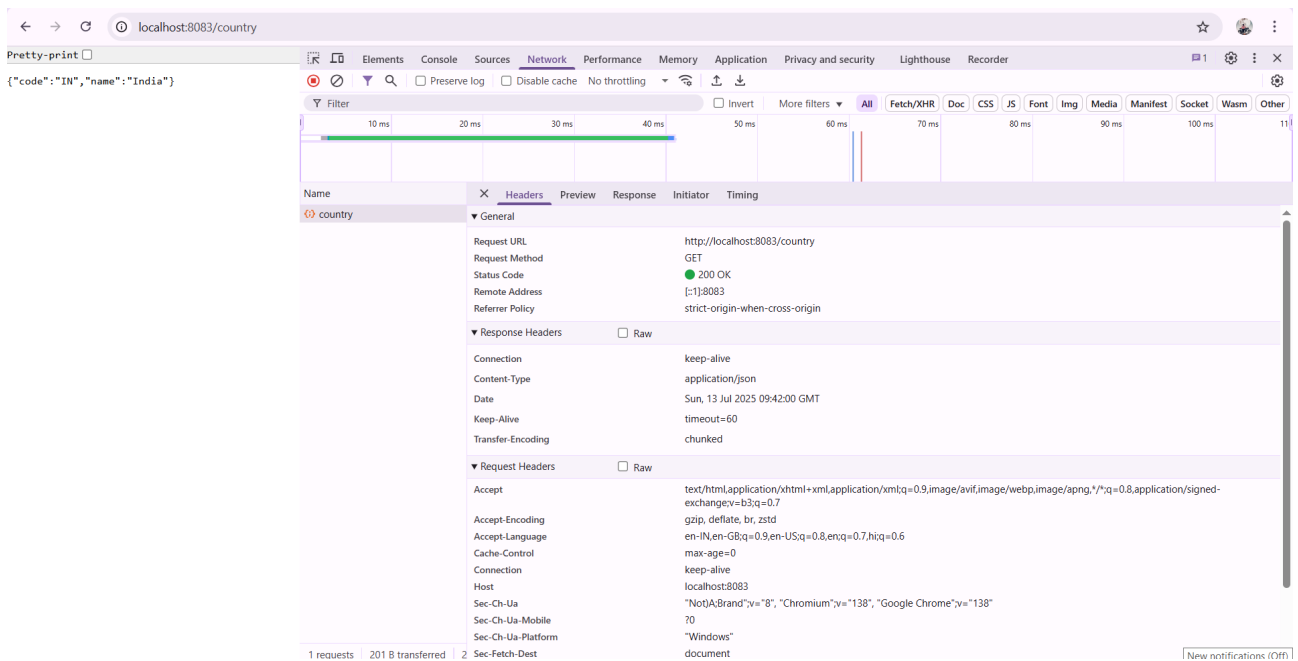 localhost:8083/country
Pretty-print
{"code":"IN","name":"India"}
Elements Console Sources Network Performance Memory Application Privacy and security Lighthouse Recorder 1
Preserve log Disable cache No throttling
Filter Invert More filters All Fetch/XHR Doc CSS JS Font Img Media Manifest Socket Wasm Other
10 ms 20 ms 30 ms 40 ms 50 ms 60 ms 70 ms 80 ms 90 ms 100 ms 11
Name Headers Preview Response Initiator Timing
country
General
Request URL http://localhost:8083/country
Request Method GET
Status Code 200 OK
Remote Address [::1]:8083
Referrer Policy strict-origin-when-cross-origin
Response Headers Raw
Connection keep-alive
Content-Type application/json
Date Sun, 13 Jul 2025 09:42:00 GMT
Keep-Alive timeout=60
Transfer-Encoding chunked
Request Headers Raw
Accept text/html,application/xhtml+xml,application/xml;q=0.9,image/avif,image/webp,image/apng,*/*;q=0.8,application/signed-
exchange;v=b3;q=0.7
Accept-Encoding gzip, deflate, br, zstd
Accept-Language en-IN,en-GB;q=0.9,en-US;q=0.8,en;q=0.7,hi;q=0.6
Cache-Control max-age=0
Connection keep-alive
Host localhost:8083
Sec-Ch-Ua "Not)A;Brand";v="8", "Chromium";v="138", "Google Chrome";v="138"
Sec-Ch-Ua-Mobile ?0
Sec-Ch-Ua-Platform "Windows"
Sec-Fetch-Dest document
1 requests 201 B transferred 2
New notifications (Off)